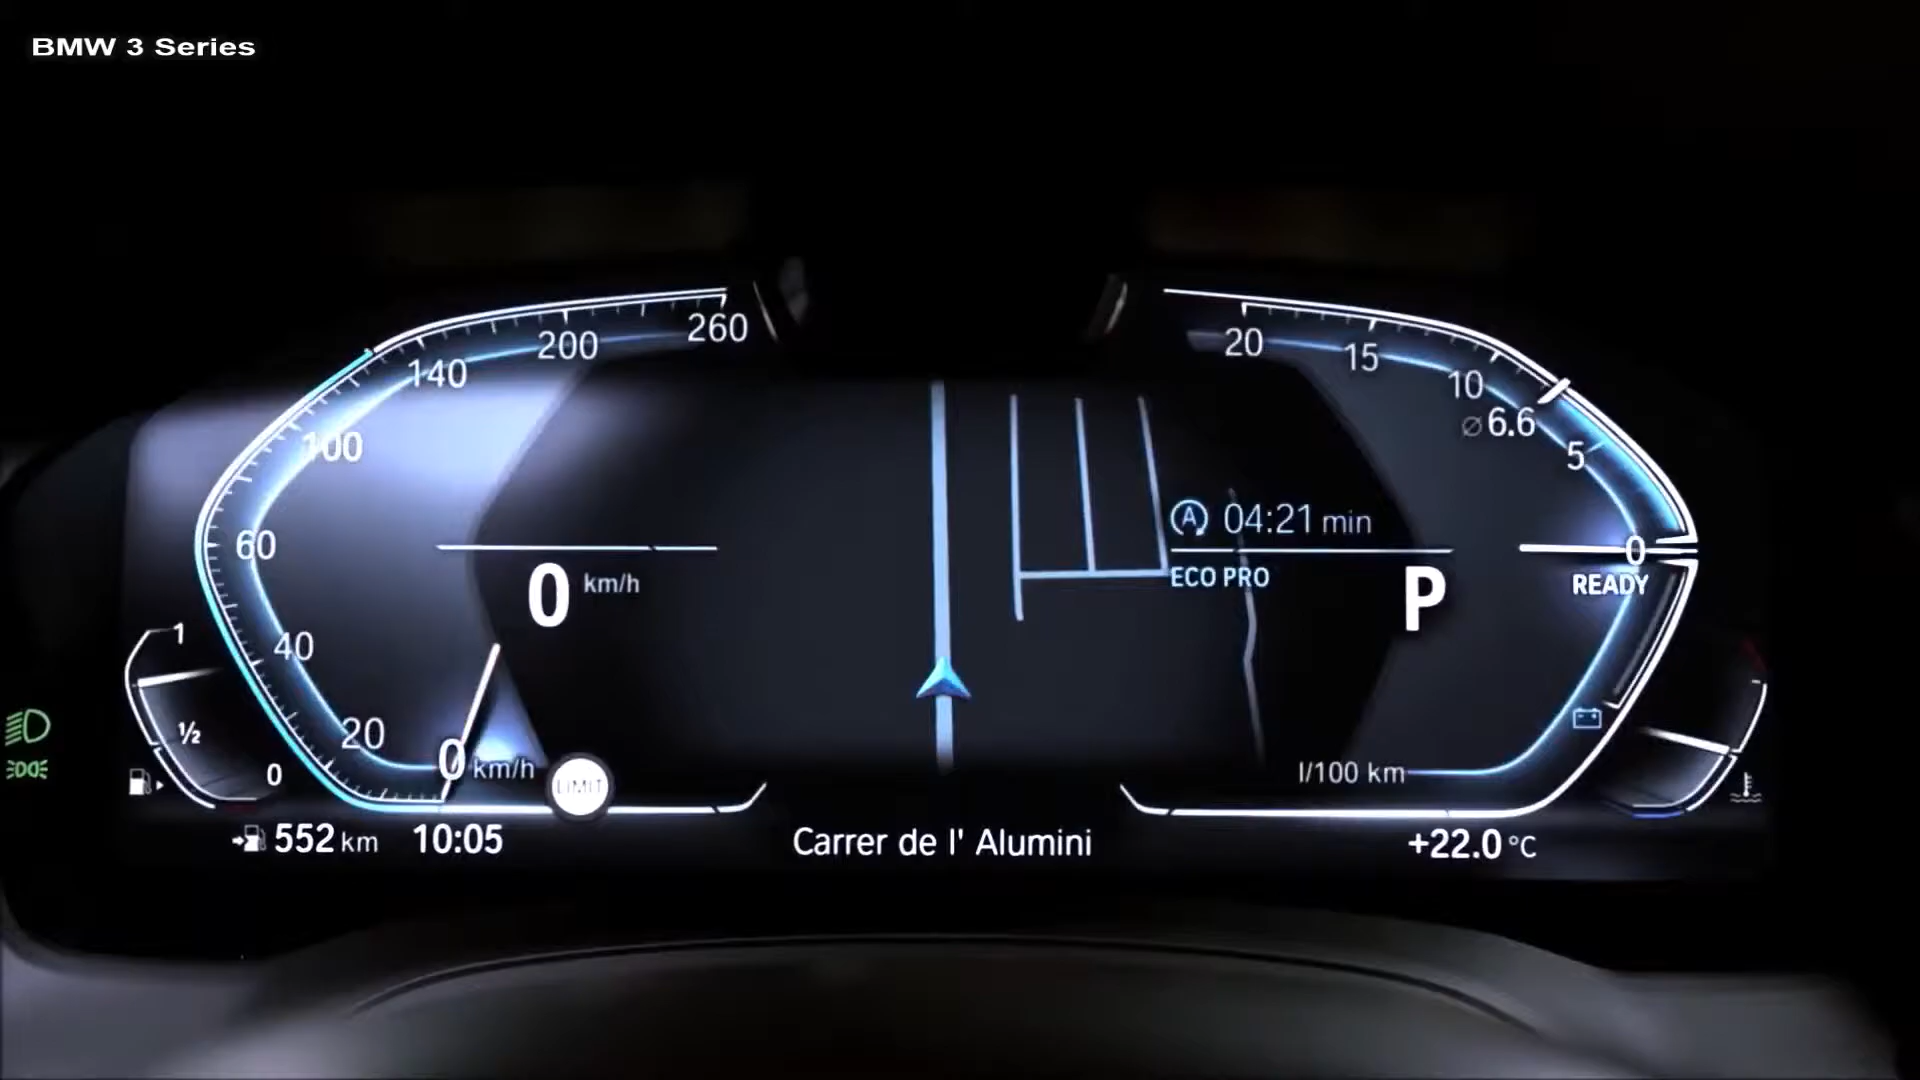 BMW 3 Series
260
200
140
100
60
40
20
0 km/h
0 km/h
LIMIT
1
1/2
0
552 km
10:05
Carrer de l' Alumini
A 04:21 min
ECO PRO
P
20
15
10
⌀ 6.6
5
0
READY
l/100 km
+22.0 °C